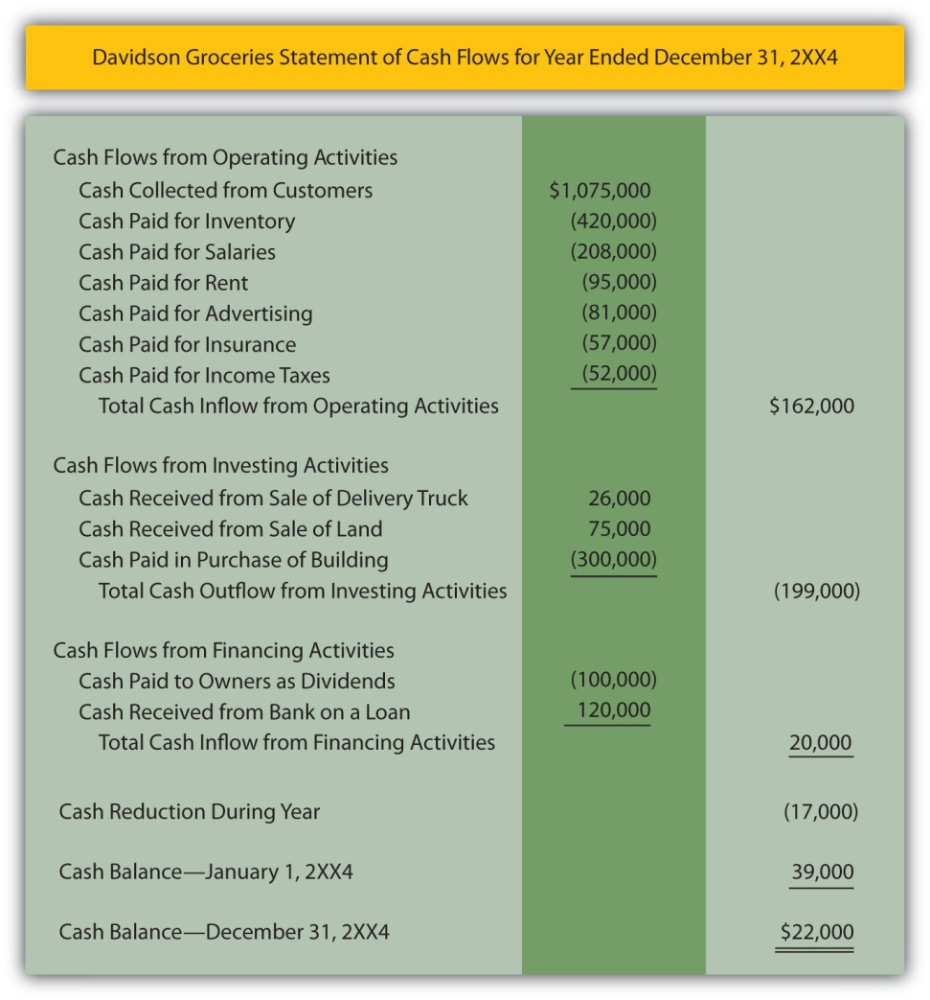 Davidson Groceries Statement of Cash Flows for Year Ended December 31, 2XX4
Cash Flows from Operating Activities
Cash Collected from Customers $1,075,000
Cash Paid for Inventory (420,000)
Cash Paid for Salaries (208,000)
Cash Paid for Rent (95,000)
Cash Paid for Advertising (81,000)
Cash Paid for Insurance (57,000)
Cash Paid for Income Taxes (52,000)
Total Cash Inflow from Operating Activities $162,000
Cash Flows from Investing Activities
Cash Received from Sale of Delivery Truck 26,000
Cash Received from Sale of Land 75,000
Cash Paid in Purchase of Building (300,000)
Total Cash Outflow from Investing Activities (199,000)
Cash Flows from Financing Activities
Cash Paid to Owners as Dividends (100,000)
Cash Received from Bank on a Loan 120,000
Total Cash Inflow from Financing Activities 20,000
Cash Reduction During Year (17,000)
Cash Balance—January 1, 2XX4 39,000
Cash Balance—December 31, 2XX4 $22,000